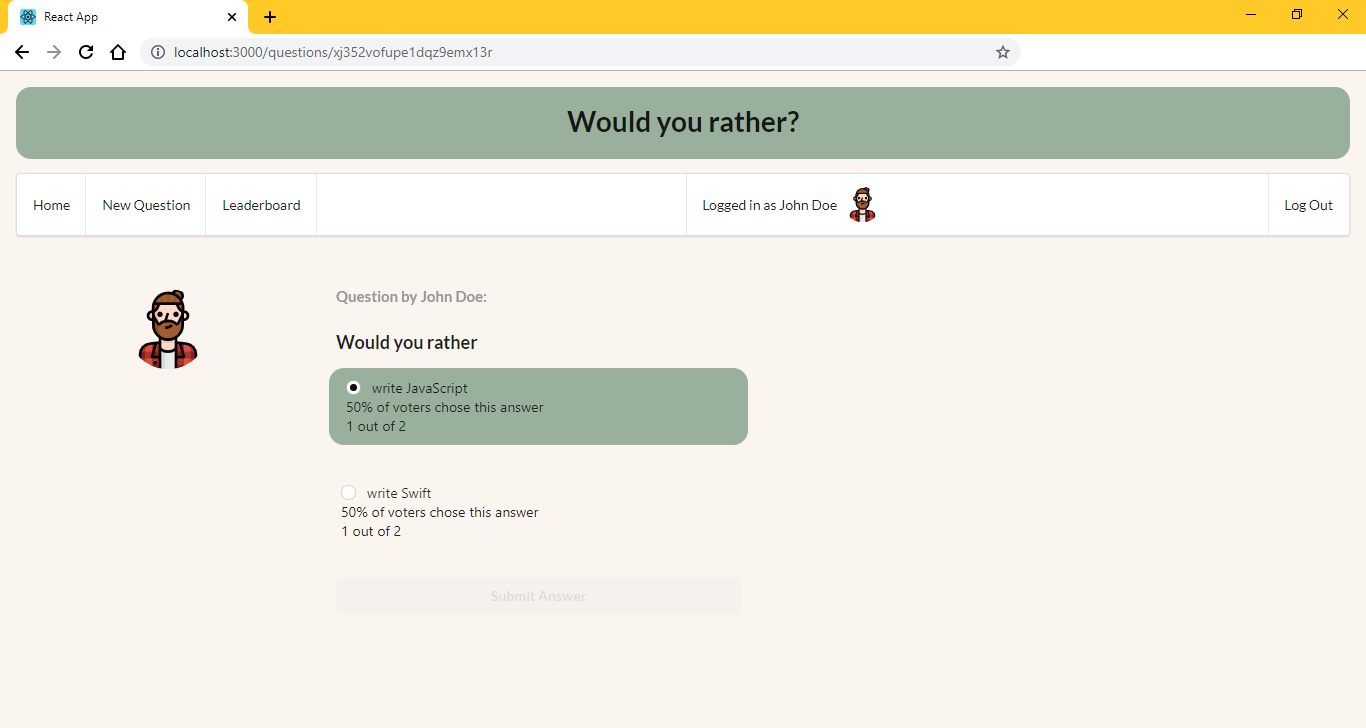 React App
localhost:3000/questions/xj352vofupe1dqz9emx13r
Would you rather?
Home New Question Leaderboard Logged in as John Doe Log Out
Question by John Doe:
Would you rather
write JavaScript
50% of voters chose this answer
1 out of 2
write Swift
50% of voters chose this answer
1 out of 2
Submit Answer